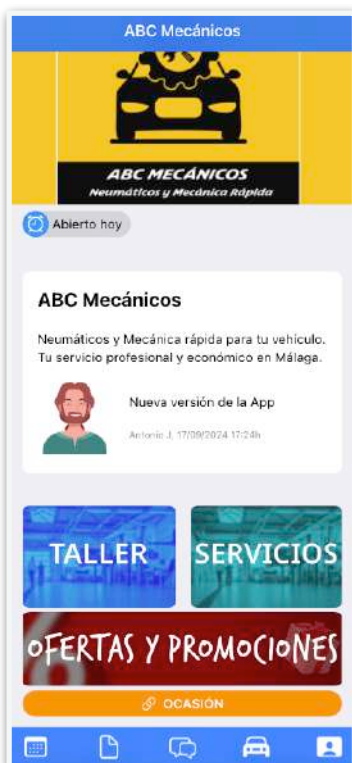 ABC Mecánicos
ABC MECÁNICOS
Neumáticos y Mecánica Rápida
Abierto hoy
ABC Mecánicos
Neumáticos y Mecánica rápida para tu vehículo.
Tu servicio profesional y económico en Málaga.
Nueva versión de la App
Antonio J, 17/09/2024 17:24h
TALLER
SERVICIOS
OFERTAS Y PROMOCIONES
OCASIÓN